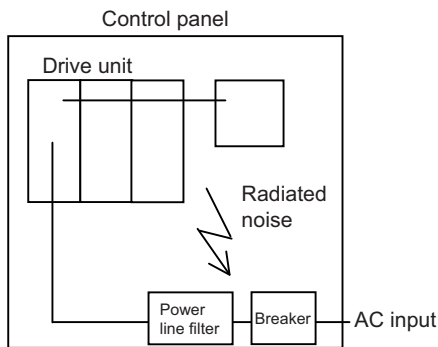 Control panel
Drive unit
Radiated
noise
Power
line filter
Breaker
AC input